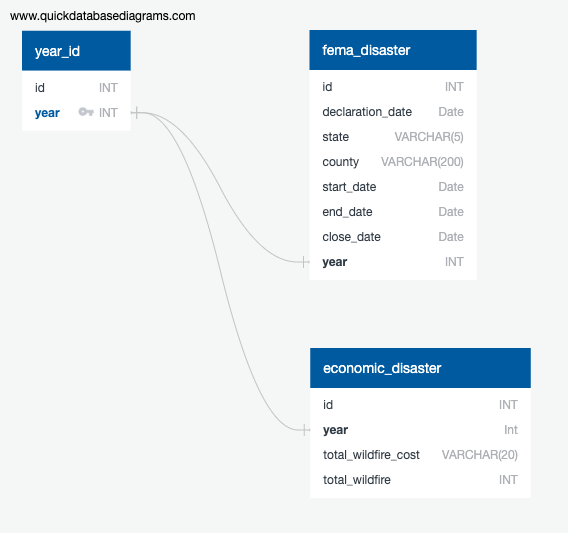 www.quickdatabasediagrams.com
year_id
id INT
year INT
fema_disaster
id INT
declaration_date Date
state VARCHAR(5)
county VARCHAR(200)
start_date Date
end_date Date
close_date Date
year INT
economic_disaster
id INT
year Int
total_wildfire_cost VARCHAR(20)
total_wildfire INT